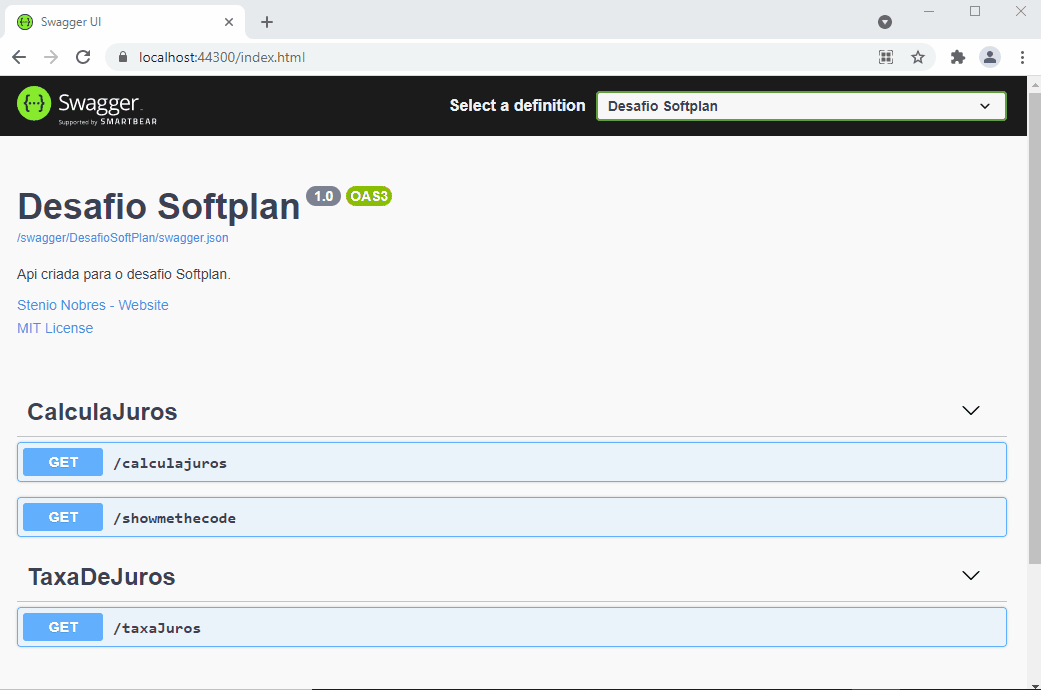 Swagger UI
localhost:44300/index.html
{···} Swagger.
Supported by SMARTBEAR
Select a definition
Desafio Softplan
Desafio Softplan 1.0 OAS3
/swagger/DesafioSoftPlan/swagger.json
Api criada para o desafio Softplan.
Stenio Nobres - Website
MIT License
CalculaJuros
GET /calculajuros
GET /showmethecode
TaxaDeJuros
GET /taxaJuros